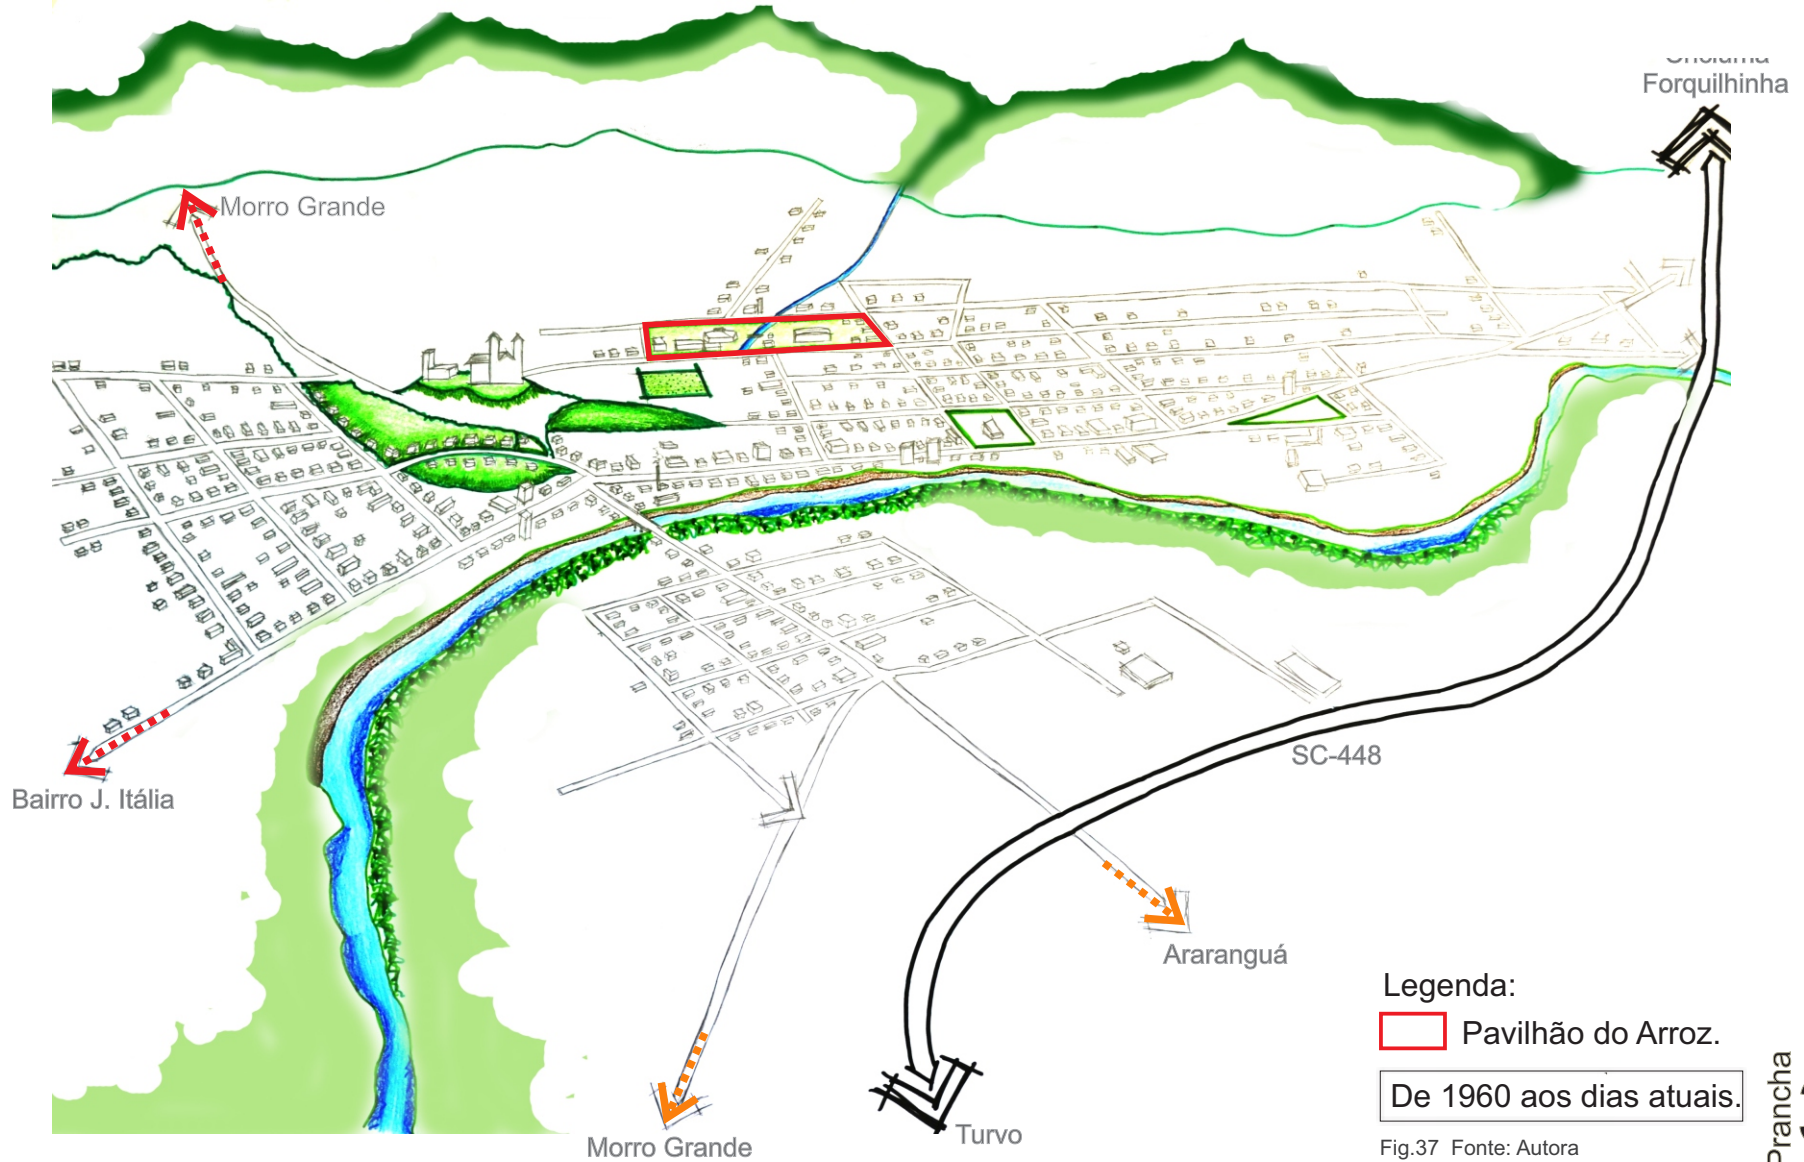 Forquilhinha
Morro Grande
Bairro J. Itália
SC-448
Araranguá
Morro Grande
Turvo
Legenda:
Pavilhão do Arroz.
De 1960 aos dias atuais.
Fig.37 Fonte: Autora
Prancha